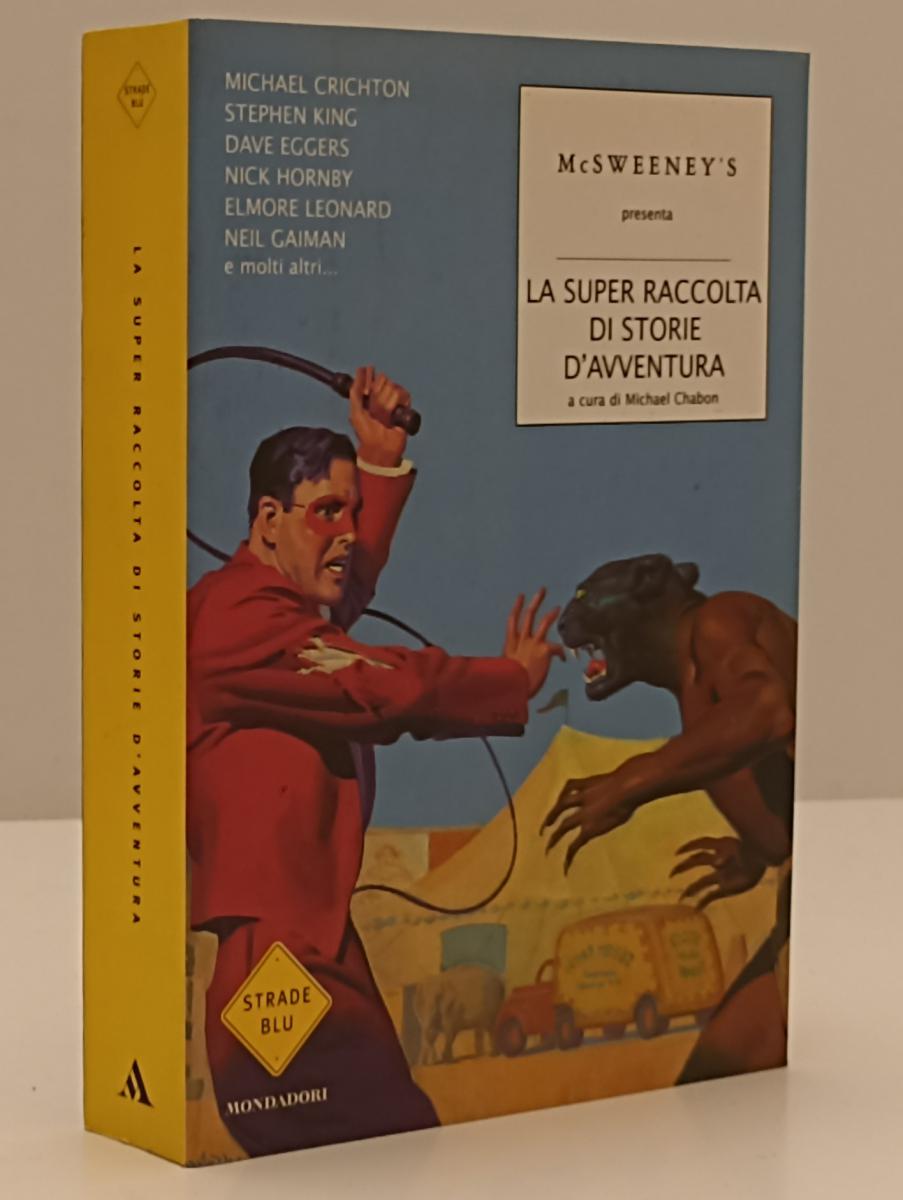 STRADE
BLU
LA SUPER RACCOLTA DI STORIE D'AVVENTURA
MICHAEL CRICHTON
STEPHEN KING
DAVE EGGERS
NICK HORNBY
ELMORE LEONARD
NEIL GAIMAN
e molti altri...
McSWEENEY'S
presenta
LA SUPER RACCOLTA
DI STORIE
D'AVVENTURA
a cura di Michael Chabon
STRADE
BLU
MONDADORI